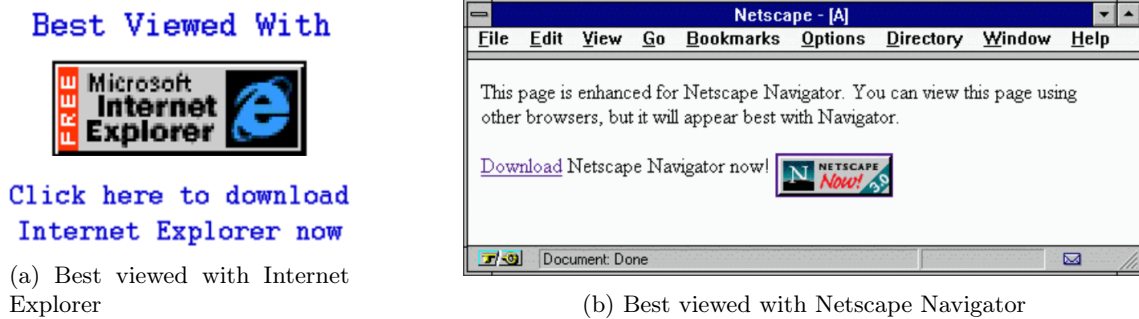 Best Viewed With
FREE
Microsoft
Internet
Explorer
Click here to download
Internet Explorer now
(a) Best viewed with Internet
Explorer
Netscape - [A]
File Edit View Go Bookmarks Options Directory Window Help
This page is enhanced for Netscape Navigator. You can view this page using
other browsers, but it will appear best with Navigator.
Download Netscape Navigator now!
N NETSCAPE
Now! 3.0
Document: Done
(b) Best viewed with Netscape Navigator